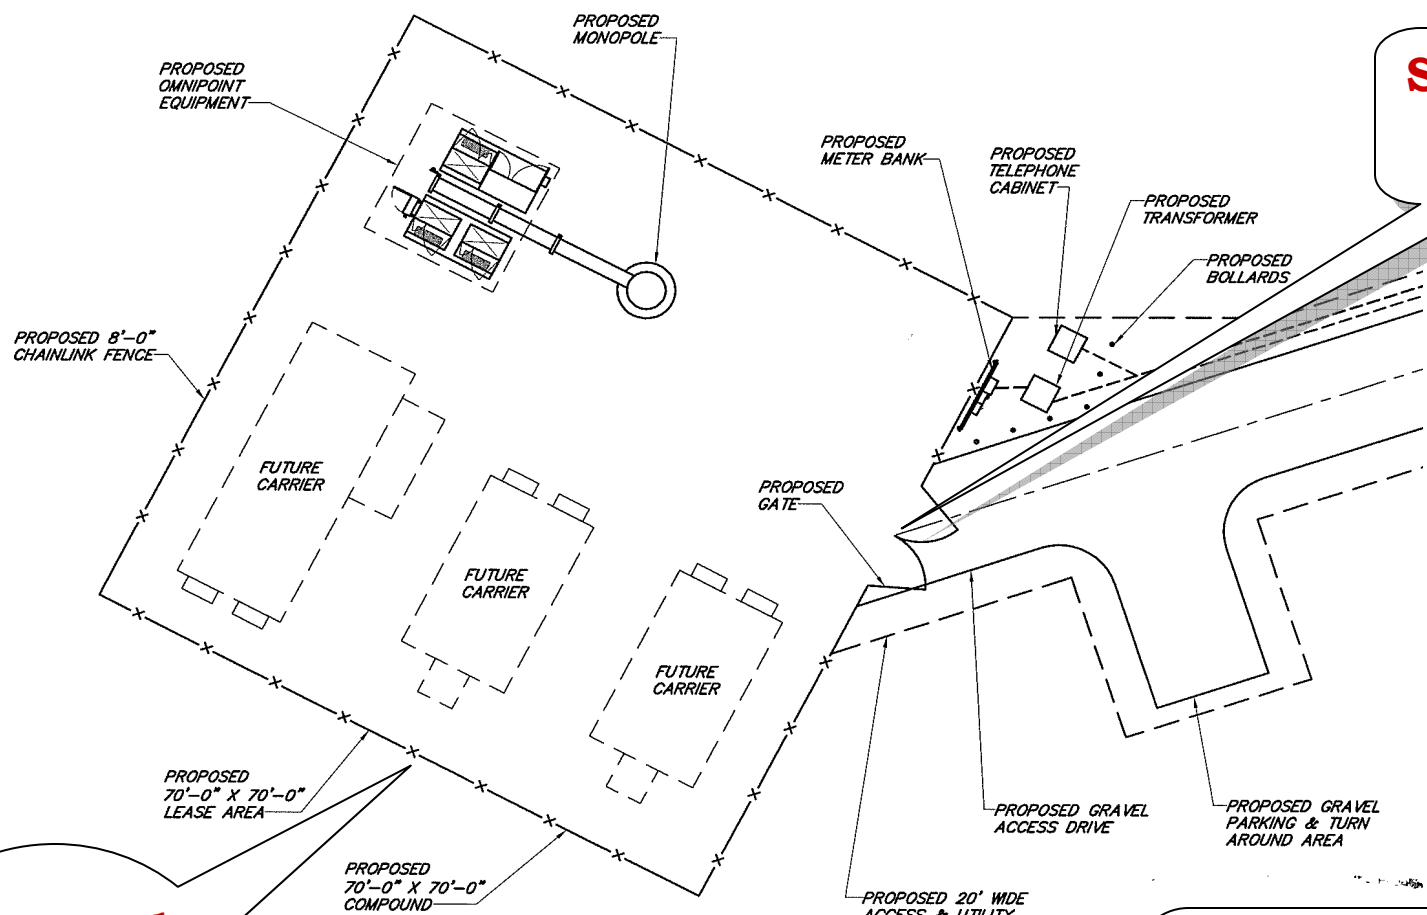 PROPOSED
MONOPOLE
PROPOSED
OMNIPOINT
EQUIPMENT
S
PROPOSED
METER BANK
PROPOSED
TELEPHONE
CABINET
PROPOSED
TRANSFORMER
PROPOSED
BOLLARDS
PROPOSED 8'-0"
CHAINLINK FENCE
FUTURE
CARRIER
PROPOSED
GATE
FUTURE
CARRIER
FUTURE
CARRIER
PROPOSED
70'-0" X 70'-0"
LEASE AREA
PROPOSED GRAVEL
ACCESS DRIVE
PROPOSED GRAVEL
PARKING & TURN
AROUND AREA
PROPOSED
70'-0" X 70'-0"
COMPOUND
PROPOSED 20' WIDE
ACCESS & UTILITY